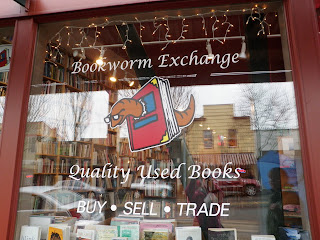 Bookworm Exchange
Quality Used Books
BUY • SELL • TRADE